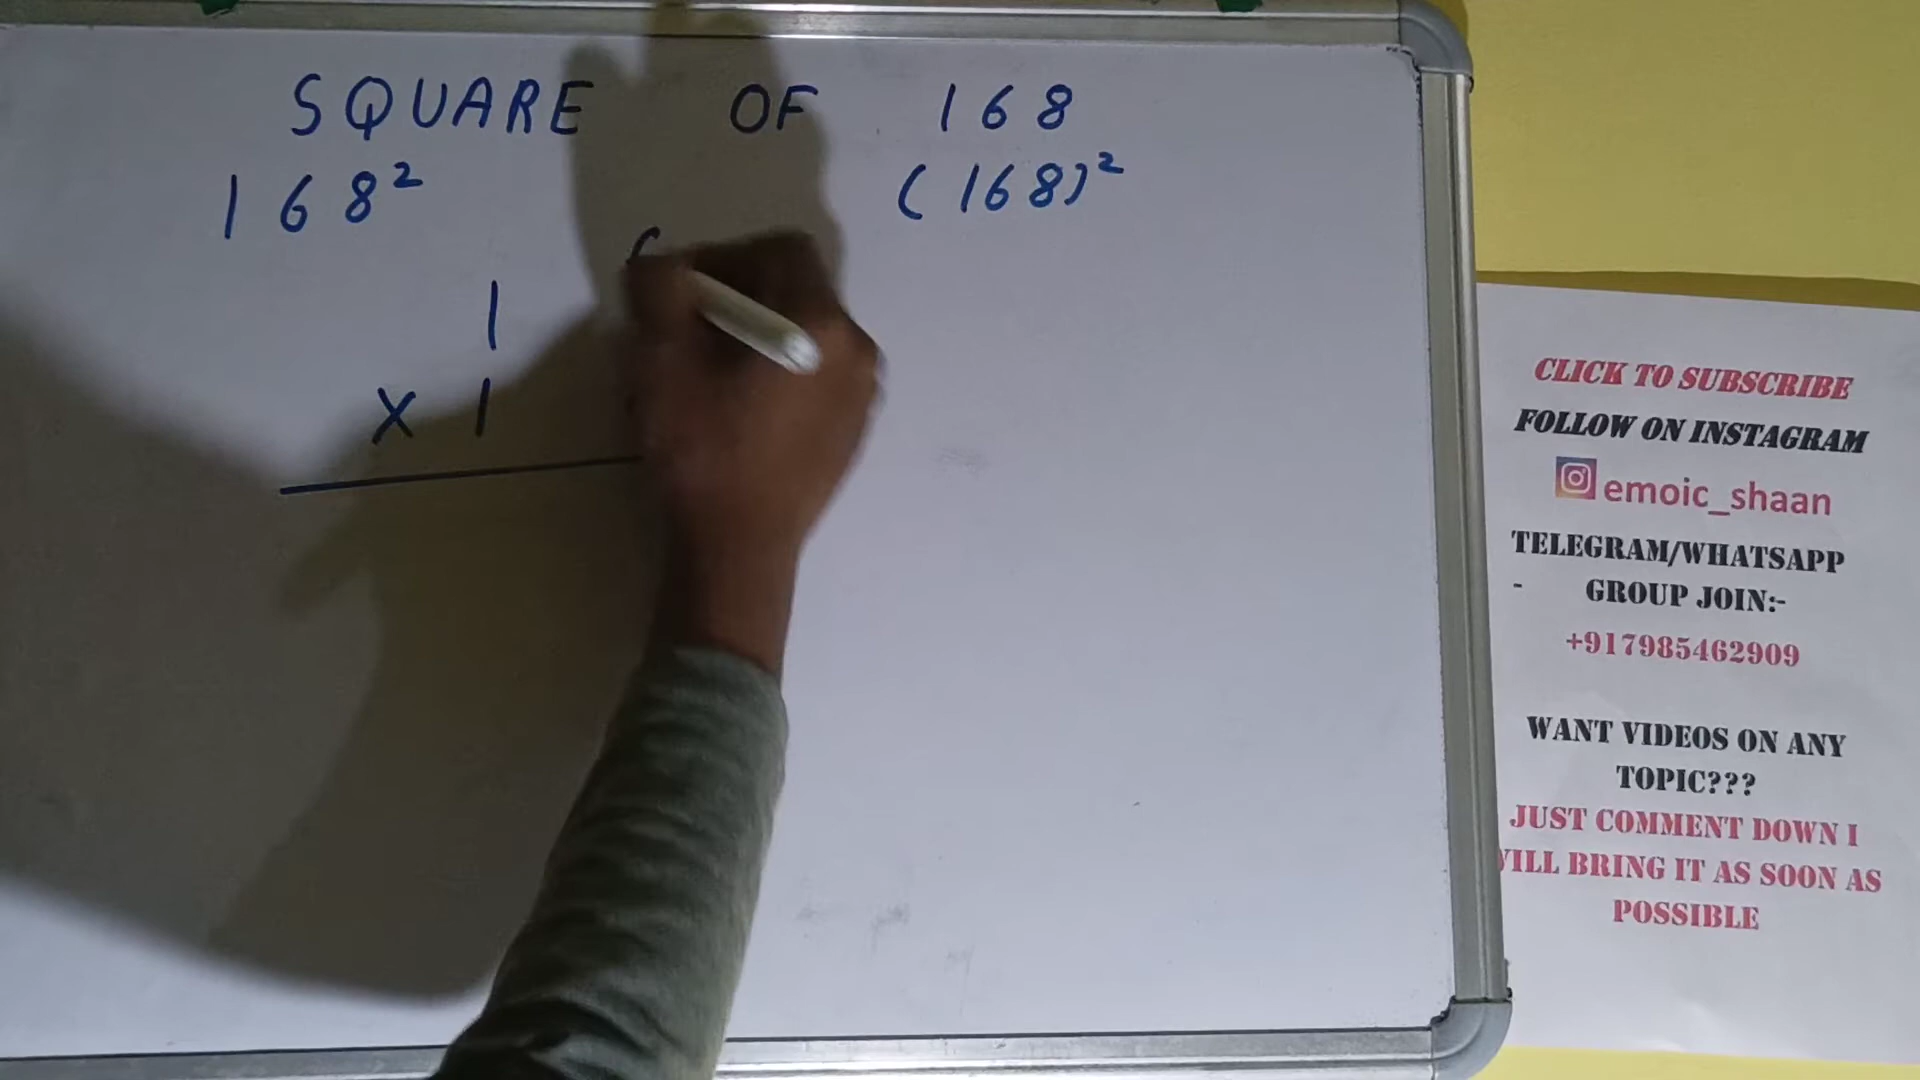 SQUARE OF 168
168² (168)²
1
x 1
CLICK TO SUBSCRIBE
FOLLOW ON INSTAGRAM
emoic_shaan
TELEGRAM/WHATSAPP
- GROUP JOIN:-
+917985462909
WANT VIDEOS ON ANY
TOPIC???
JUST COMMENT DOWN I
WILL BRING IT AS SOON AS
POSSIBLE